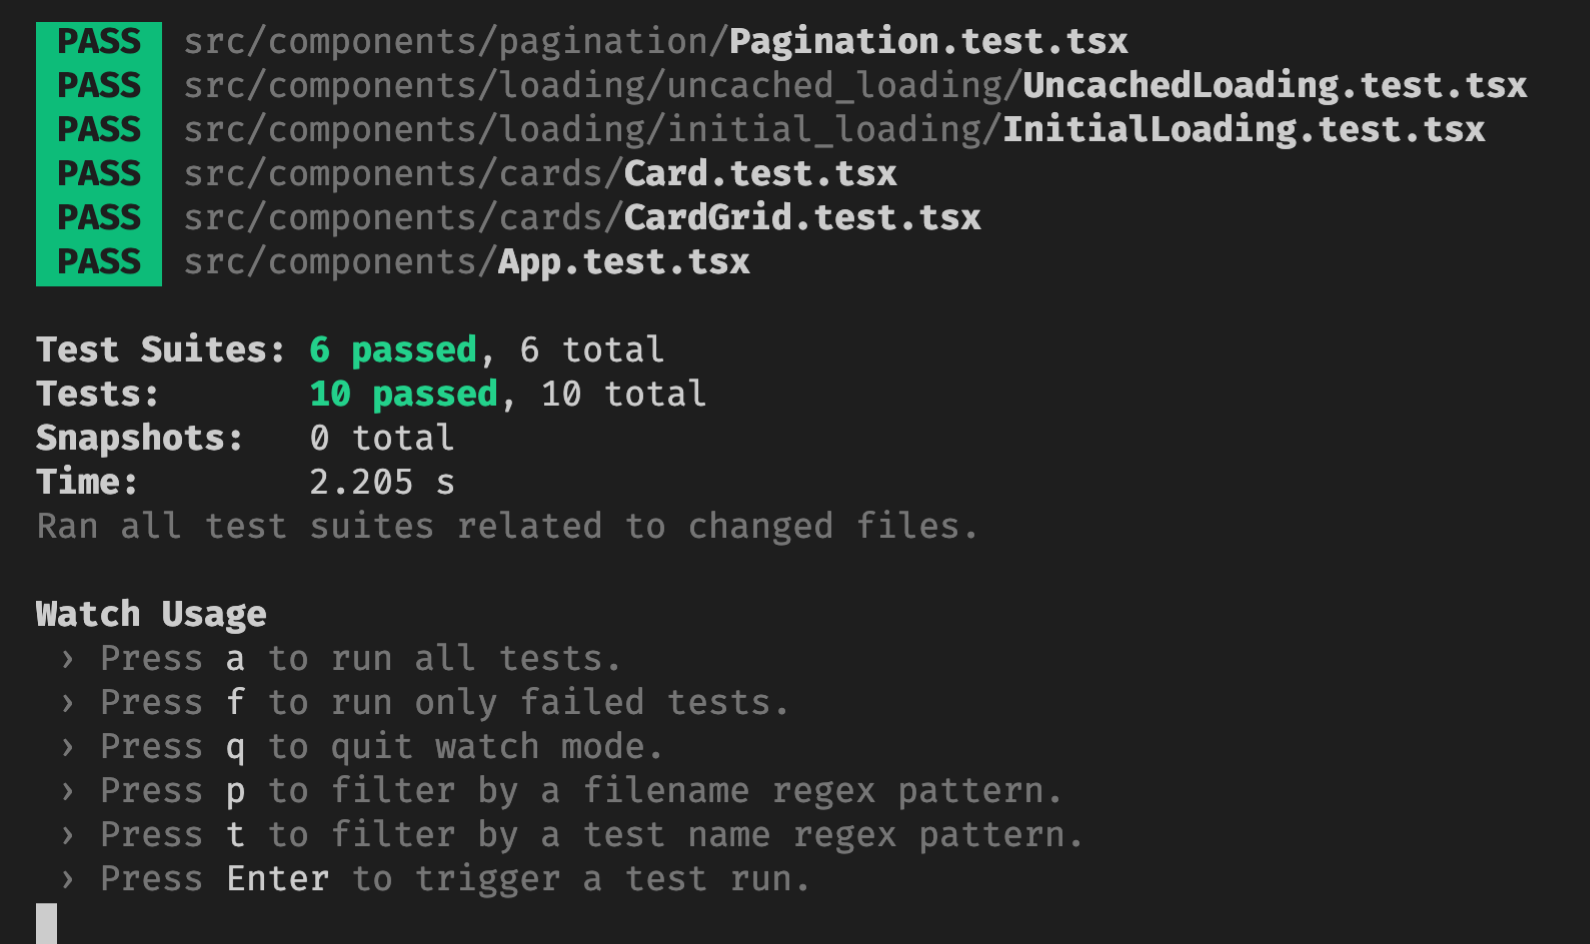 PASS src/components/pagination/Pagination.test.tsx
PASS src/components/loading/uncached_loading/UncachedLoading.test.tsx
PASS src/components/loading/initial_loading/InitialLoading.test.tsx
PASS src/components/cards/Card.test.tsx
PASS src/components/cards/CardGrid.test.tsx
PASS src/components/App.test.tsx
Test Suites: 6 passed, 6 total
Tests: 10 passed, 10 total
Snapshots: 0 total
Time: 2.205 s
Ran all test suites related to changed files.
Watch Usage
› Press a to run all tests.
› Press f to run only failed tests.
› Press q to quit watch mode.
› Press p to filter by a filename regex pattern.
› Press t to filter by a test name regex pattern.
› Press Enter to trigger a test run.